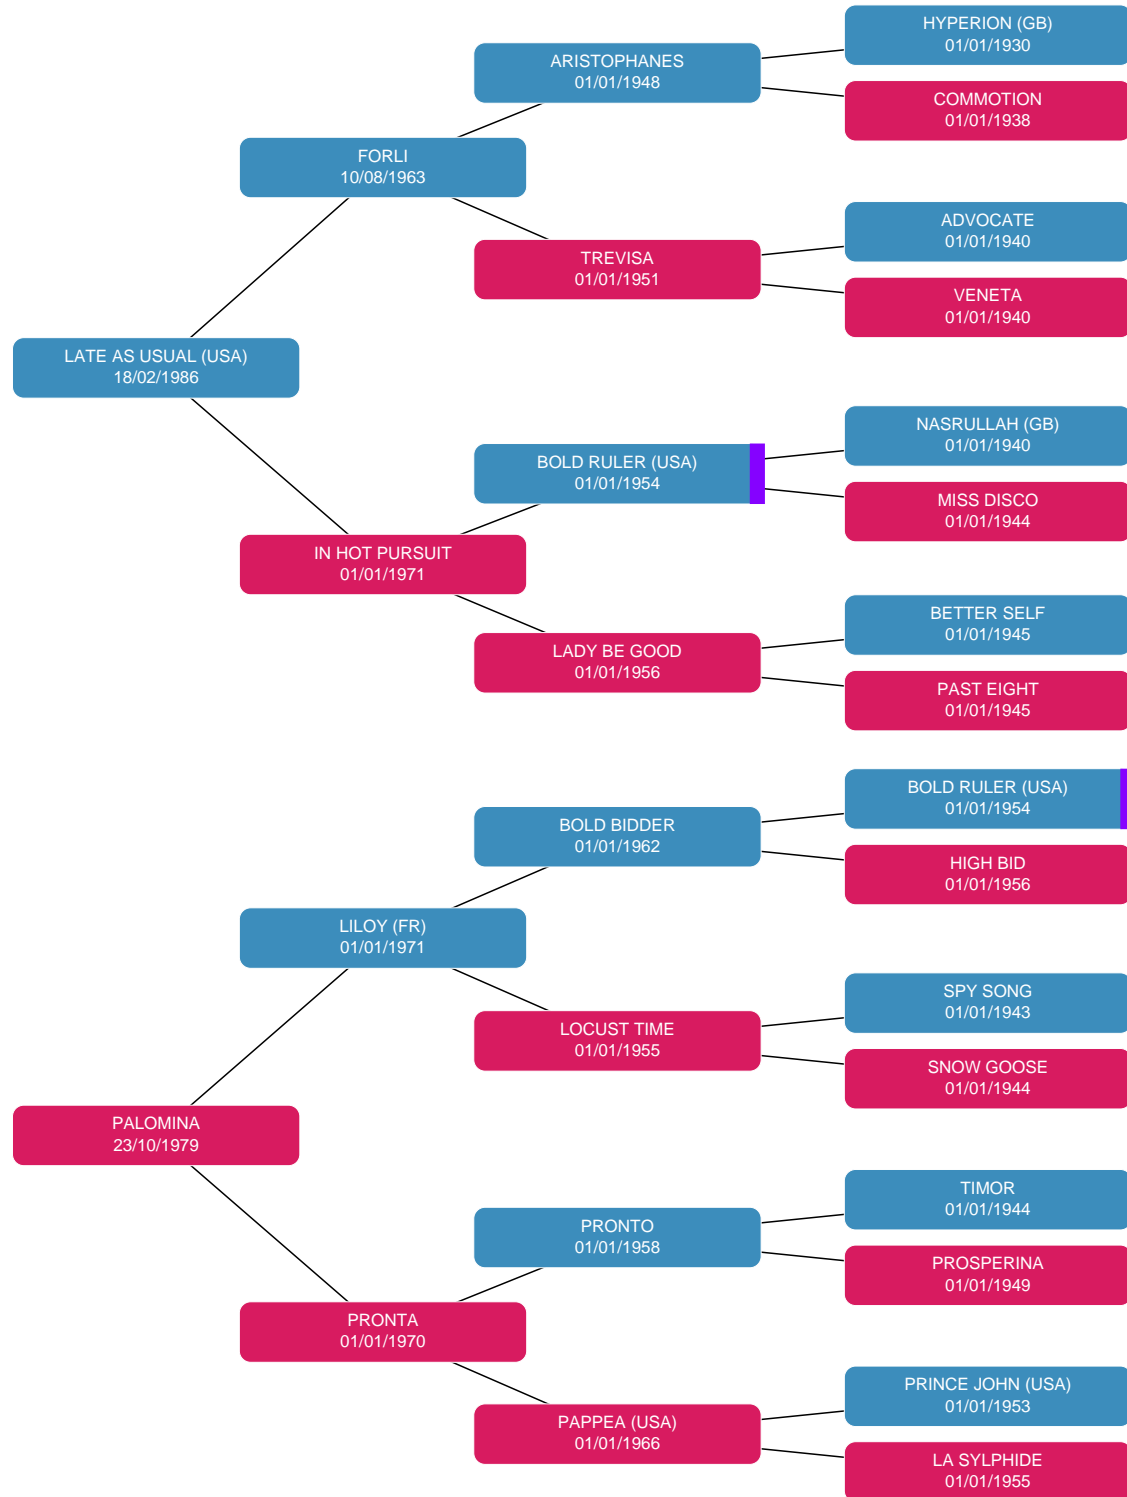 HYPERION (GB)
01/01/1930
ARISTOPHANES
01/01/1948
COMMOTION
01/01/1938
FORLI
10/08/1963
ADVOCATE
01/01/1940
TREVISA
01/01/1951
VENETA
01/01/1940
LATE AS USUAL (USA)
18/02/1986
NASRULLAH (GB)
01/01/1940
BOLD RULER (USA)
01/01/1954
MISS DISCO
01/01/1944
IN HOT PURSUIT
01/01/1971
BETTER SELF
01/01/1945
LADY BE GOOD
01/01/1956
PAST EIGHT
01/01/1945
BOLD RULER (USA)
01/01/1954
BOLD BIDDER
01/01/1962
HIGH BID
01/01/1956
LILOY (FR)
01/01/1971
SPY SONG
01/01/1943
LOCUST TIME
01/01/1955
SNOW GOOSE
01/01/1944
PALOMINA
23/10/1979
TIMOR
01/01/1944
PRONTO
01/01/1958
PROSPERINA
01/01/1949
PRONTA
01/01/1970
PRINCE JOHN (USA)
01/01/1953
PAPPEA (USA)
01/01/1966
LA SYLPHIDE
01/01/1955